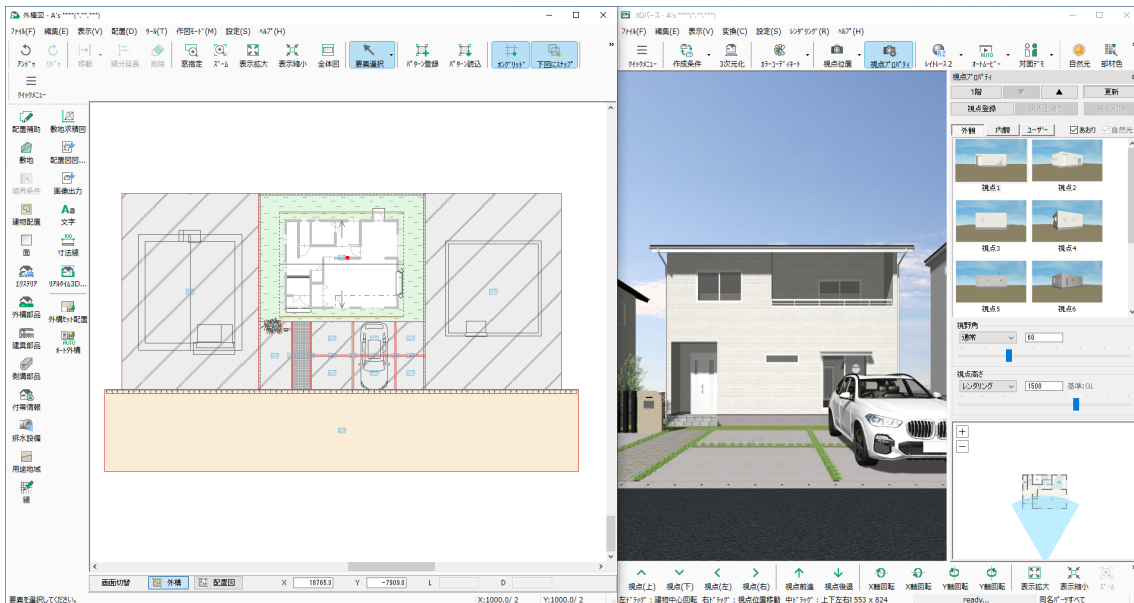 外構図 - A's ****(*.**.***)
ファイル(F) 編集(E) 表示(V) 配置(D) ツール(T) 作図モード(M) 設定(S) ヘルプ(H)
アンドゥ リドゥ 移動 線分延長 削除 窓指定 ズーム 表示拡大 表示縮小 全体図 要素選択 パターン登録 パターン読込 オングリッド 下図にスナップ
クイックメニュー
配置補助 敷地求積図
敷地 配置図図...
境界条件 画像出力
建物配置 文字
面 寸法線
エクステリア リアルタイム3D...
外構部品 外構セット配置
建具部品 オート外構
側溝部品
付帯情報
排水設備
用途地域
線
画面切替 外構 配置図 X 18765.3 Y -7909.8 L D
要素を選択してください。 X:1000.0/ 2 Y:1000.0/ 2
3Dパース - A's ****(*.**.***)
ファイル(F) 編集(E) 表示(V) 変換(C) 設定(S) レンダリング(R) ヘルプ(H)
クイックメニュー 作成条件 3次元化 カラーコーディネート 視点位置 視点プロパティ レイトレース2 オートムービー 対面デモ 自然光 部材色
視点プロパティ
1階 ▼ ▲ 更新
視点登録
外観 内観 ユーザー あおり 自然光
視点1 視点2
視点3 視点4
視点5 視点6
視野角
通常 60
視点高さ
レンダリング 1500 基準:GL
視点(上) 視点(下) 視点(左) 視点(右) 視点前進 視点後退 X軸回転 X軸回転 Y軸回転 Y軸回転 表示拡大 表示縮小 ズーム
左ドラッグ:建物中心回転 右ドラッグ:視点位置移動 中ドラッグ:上下左右 553 x 824 ready... 同名パーツすべて